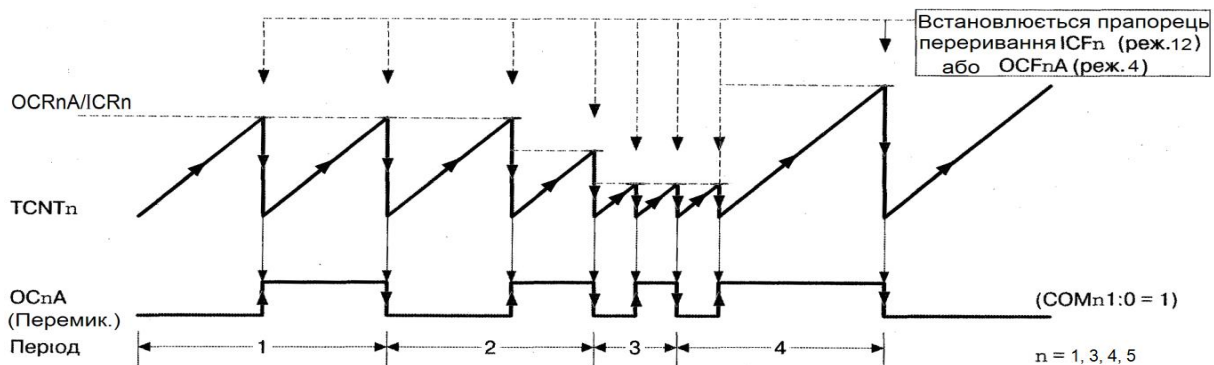 Встановлюється прапорець
переривання ICFn (реж.12)
або OCFnA (реж.4)
OCRnA/ICRn
TCNTn
OCnA
(Перемик.)
(COMn1:0 = 1)
Період 1 2 3 4
n = 1, 3, 4, 5